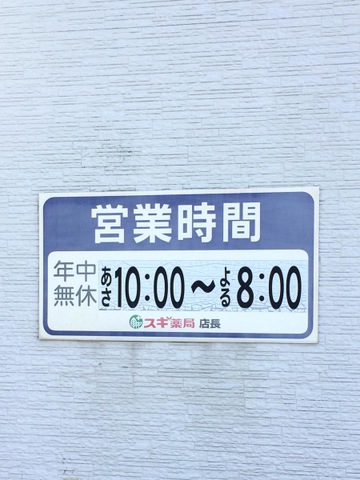 営業時間
年中無休 あさ10:00～よる8:00
スギ薬局 店長